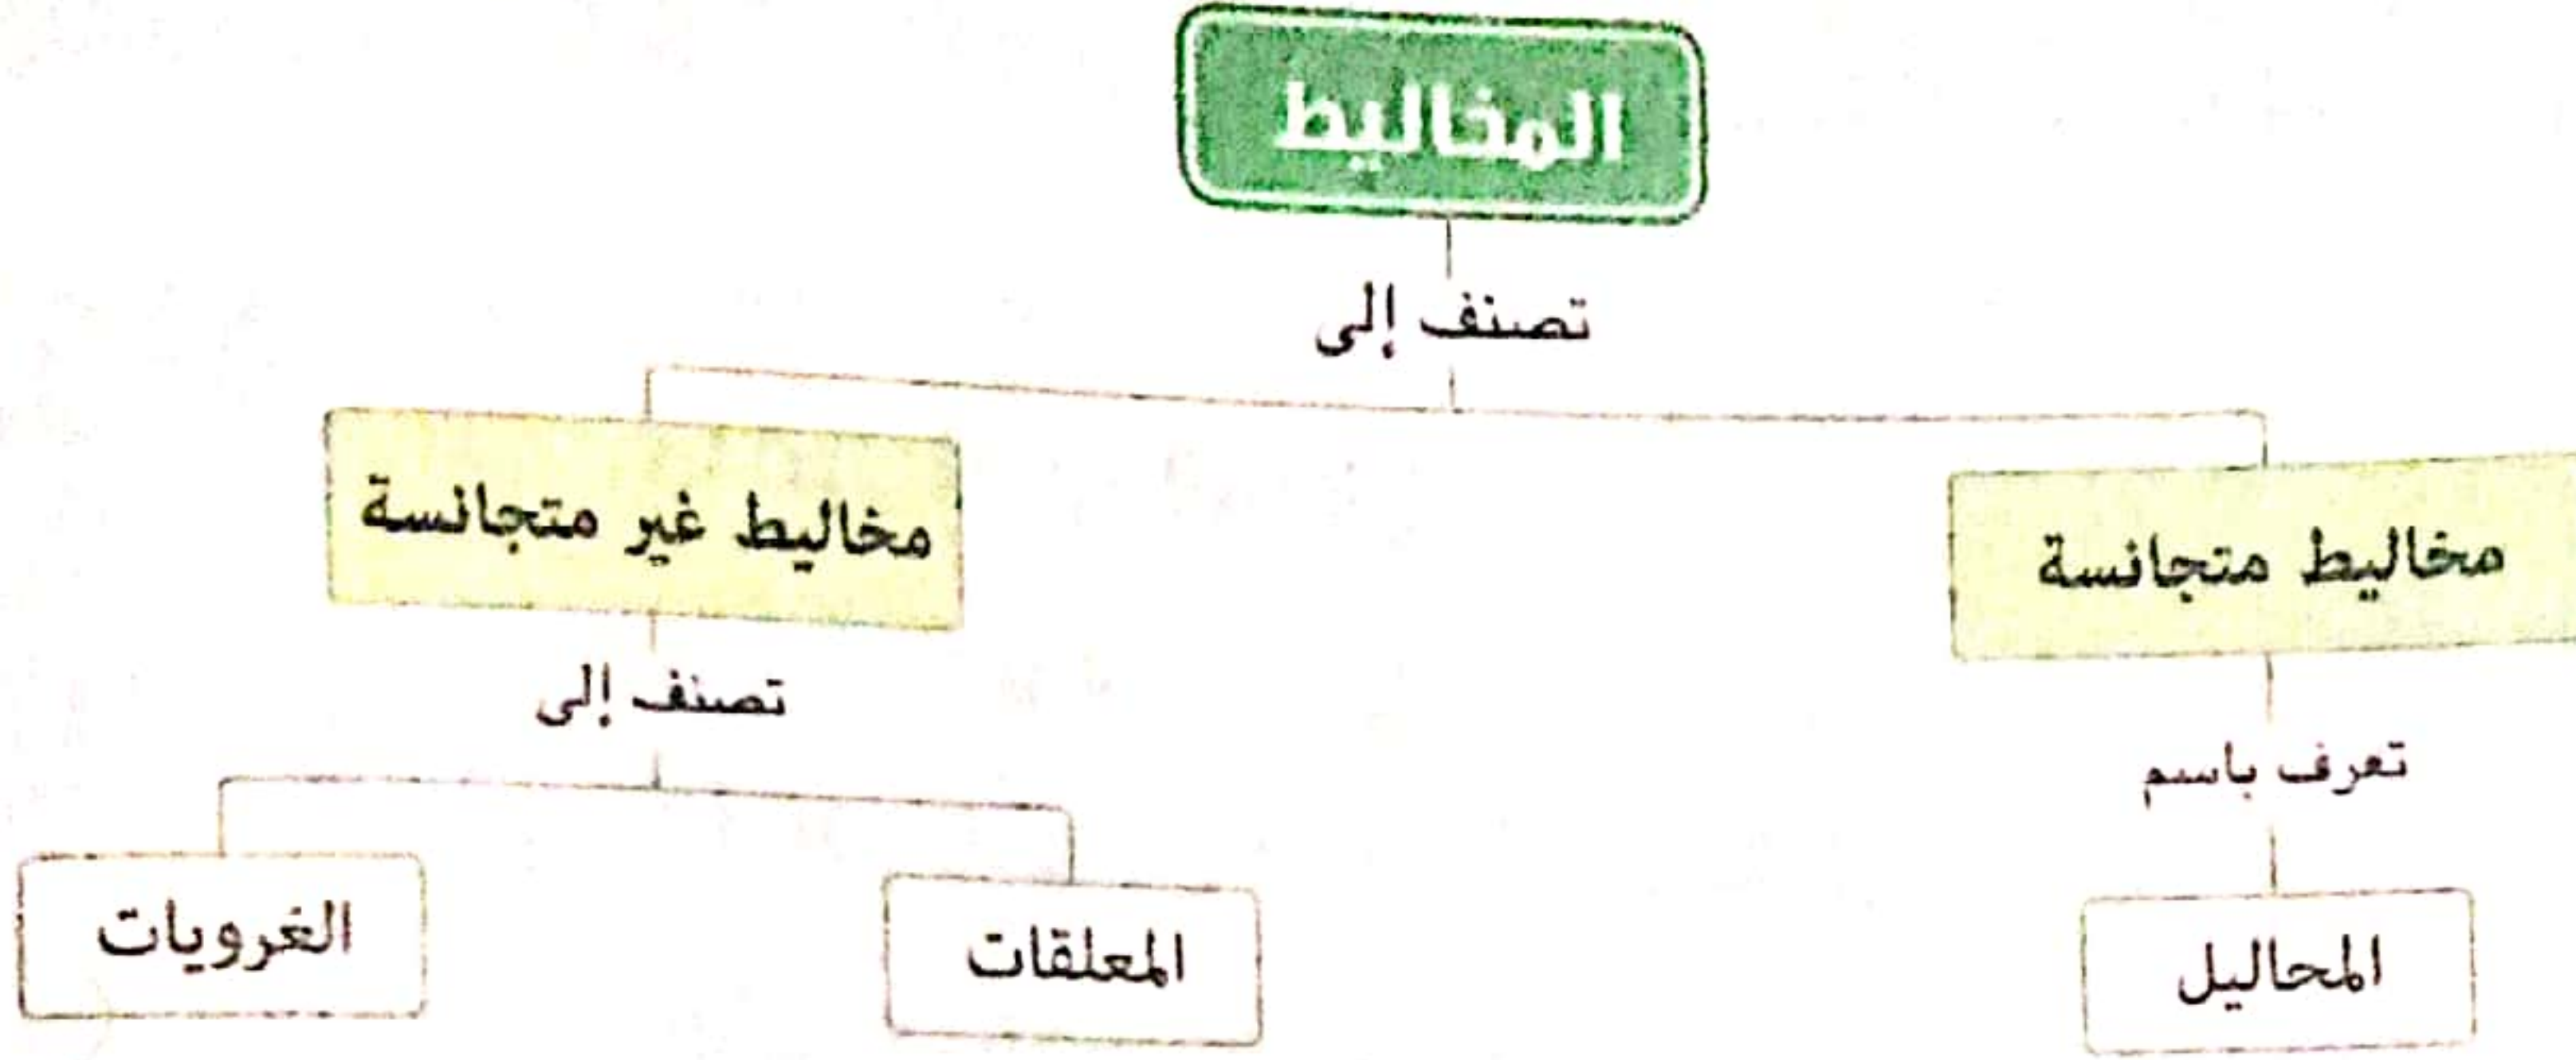 المخاليط
تصنف إلى
مخاليط متجانسة
مخاليط غير متجانسة
تعرف باسم
تصنف إلى
المحاليل
المعلقات
الغرويات